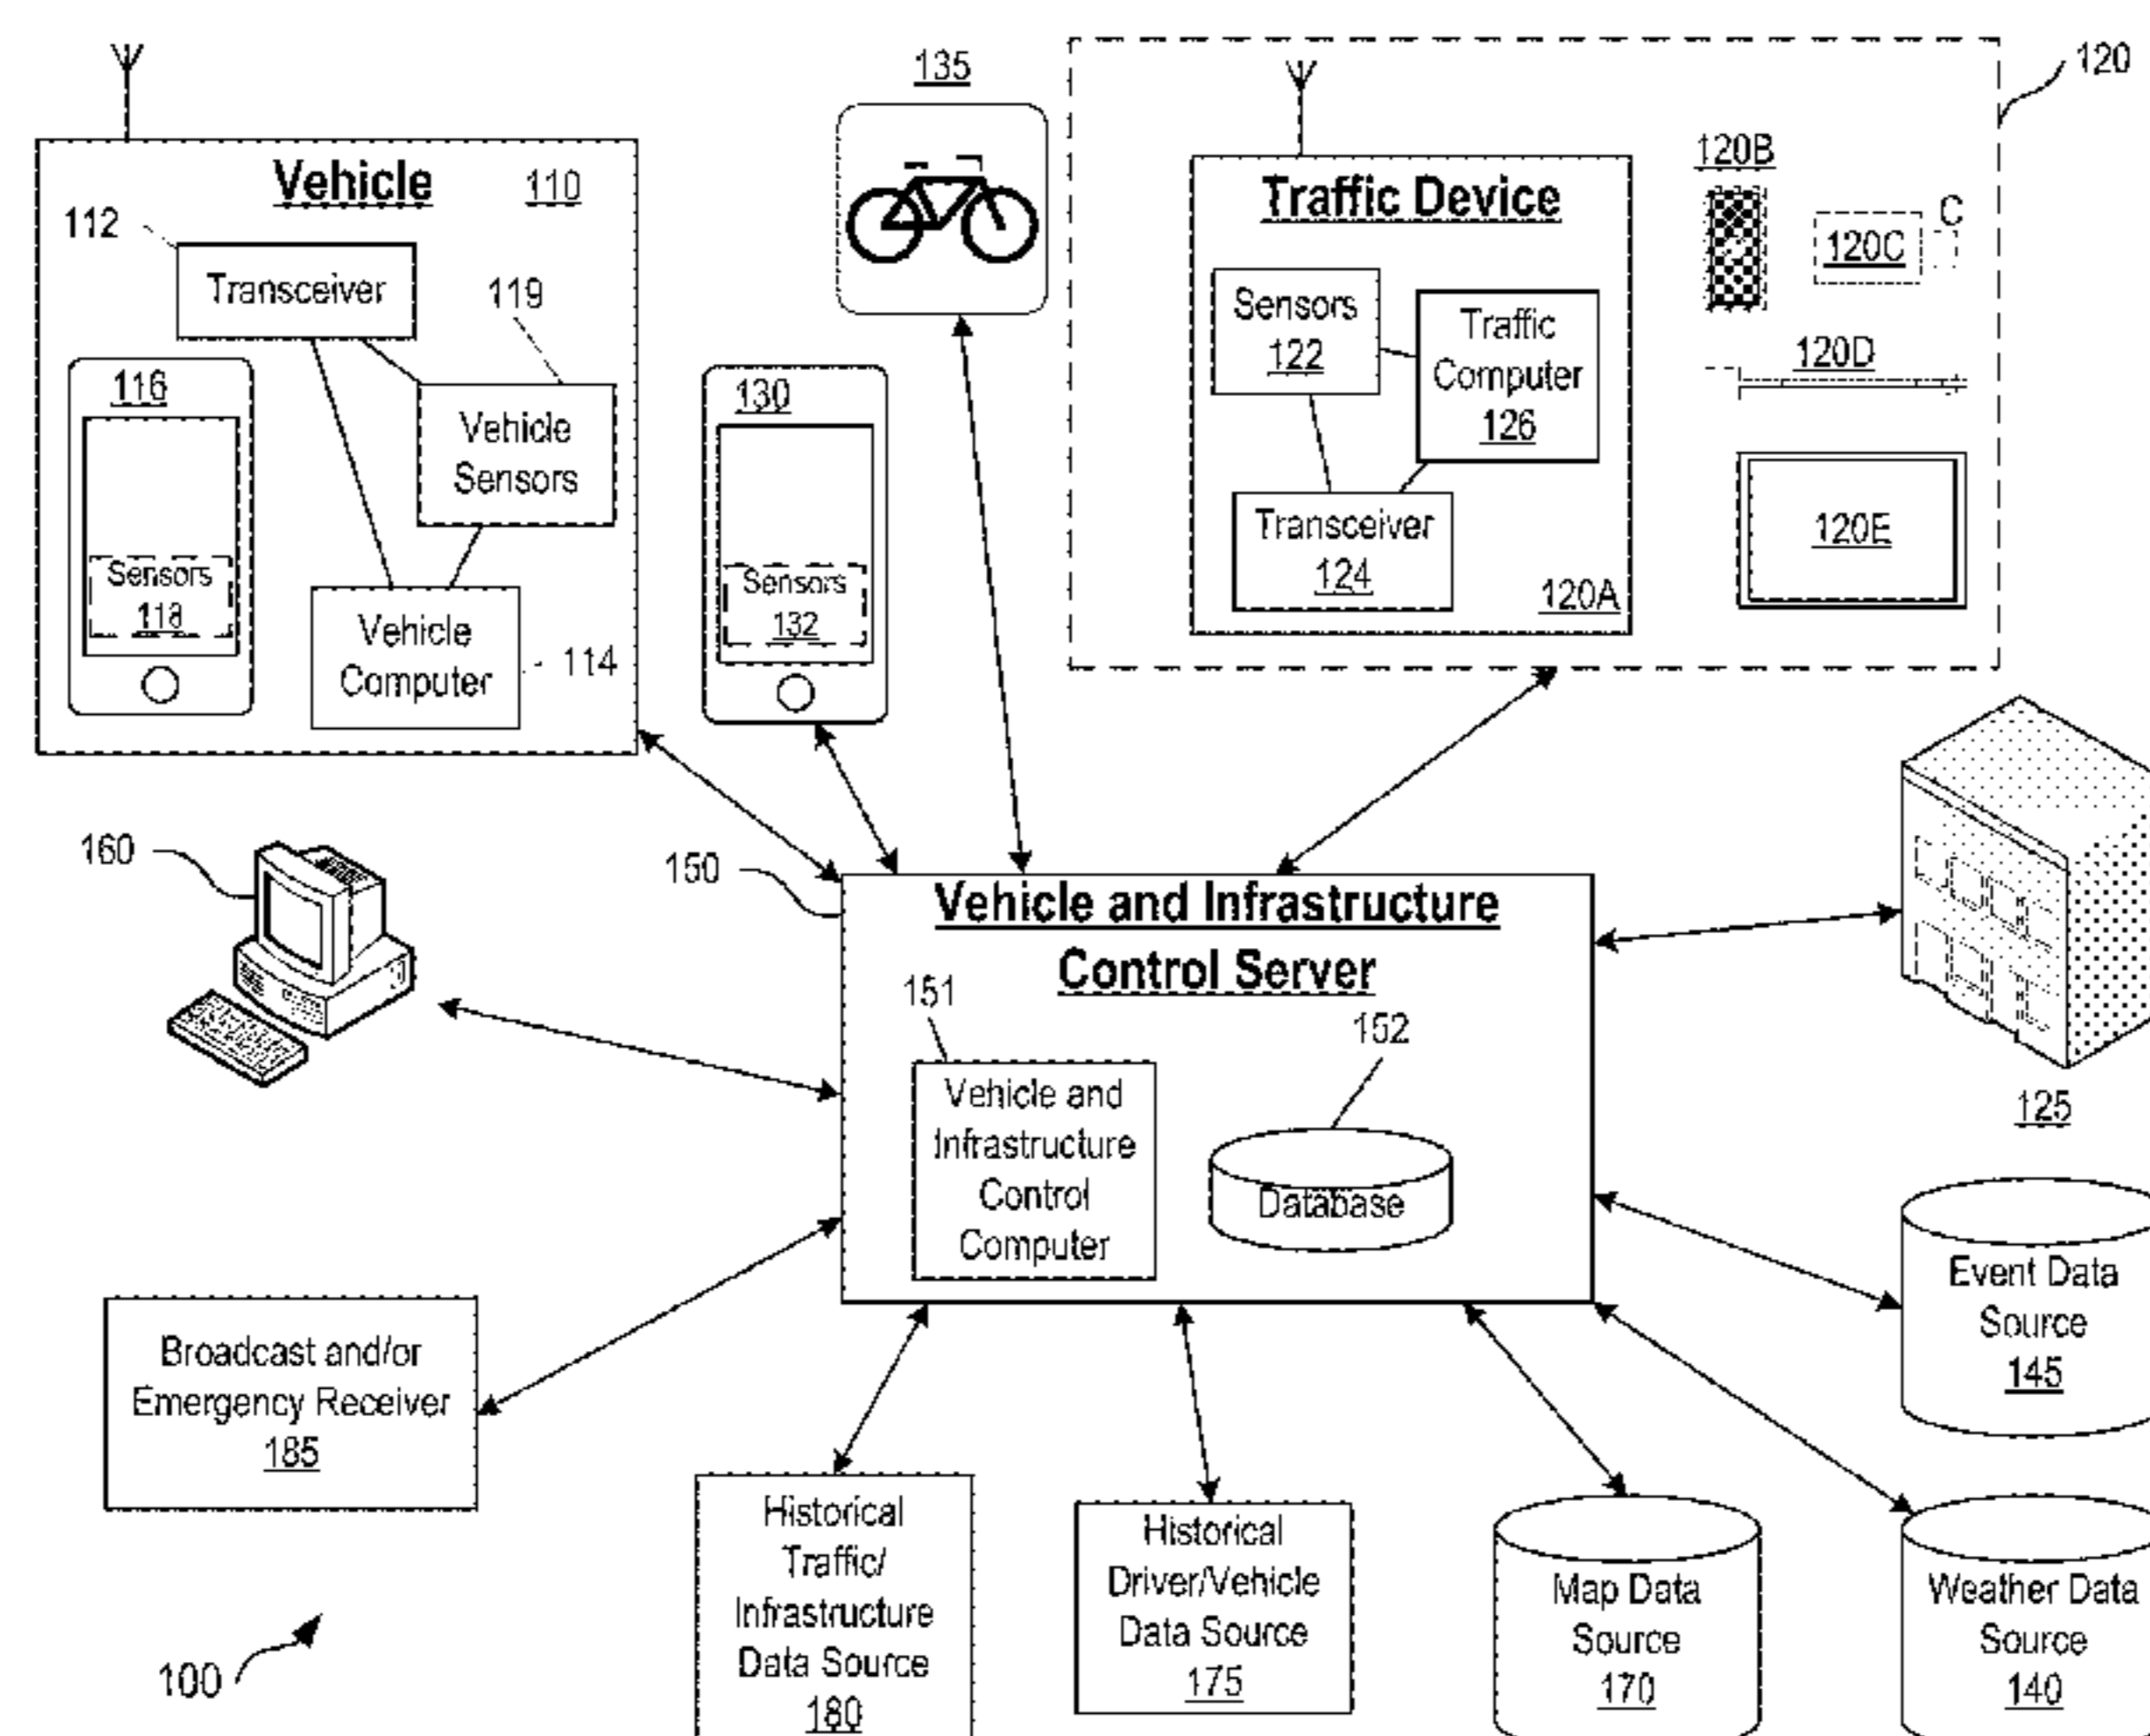 135
120
Vehicle
110
112
Transceiver
119
116
Vehicle
Sensors
Sensors
118
Vehicle
Computer
114
130
Sensors
132
Traffic Device
Sensors
122
Traffic
Computer
126
Transceiver
124
120A
120B
120C
C
120D
120E
160
150
Vehicle and Infrastructure
Control Server
151
Vehicle and
Infrastructure
Control
Computer
152
Database
125
Event Data
Source
145
Broadcast and/or
Emergency Receiver
185
Historical
Traffic/
Infrastructure
Data Source
180
Historical
Driver/Vehicle
Data Source
175
Map Data
Source
170
Weather Data
Source
140
100